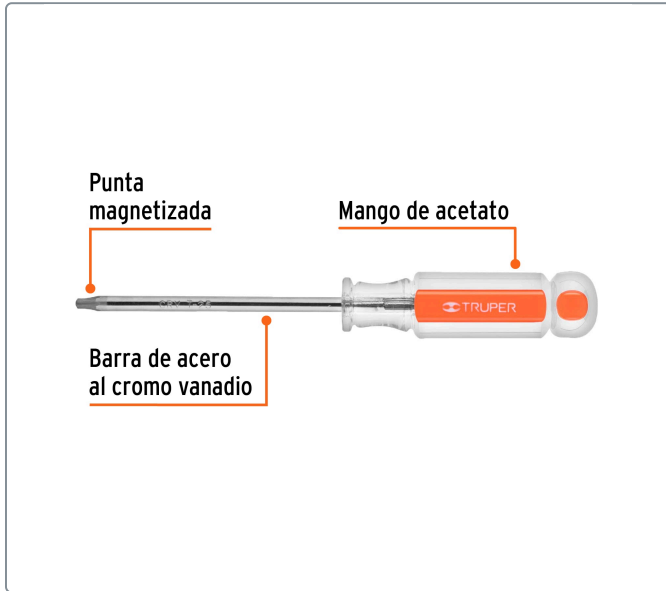 Punta
magnetizada
Mango de acetato
TRUPER
Barra de acero
al cromo vanadio